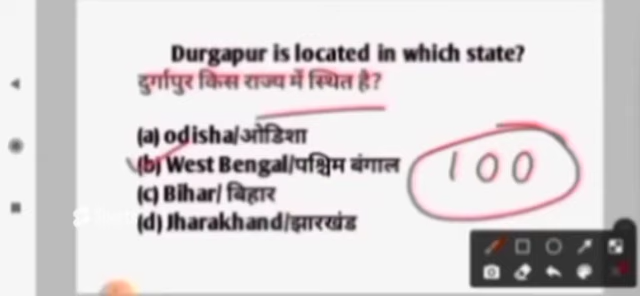 Durgapur is located in which state?
दुर्गापुर किस राज्य में स्थित है?
(a) odisha/ओडिशा
(b) West Bengal/पश्चिम बंगाल
(c) Bihar/ बिहार
(d) Jharakhand/झारखंड
100